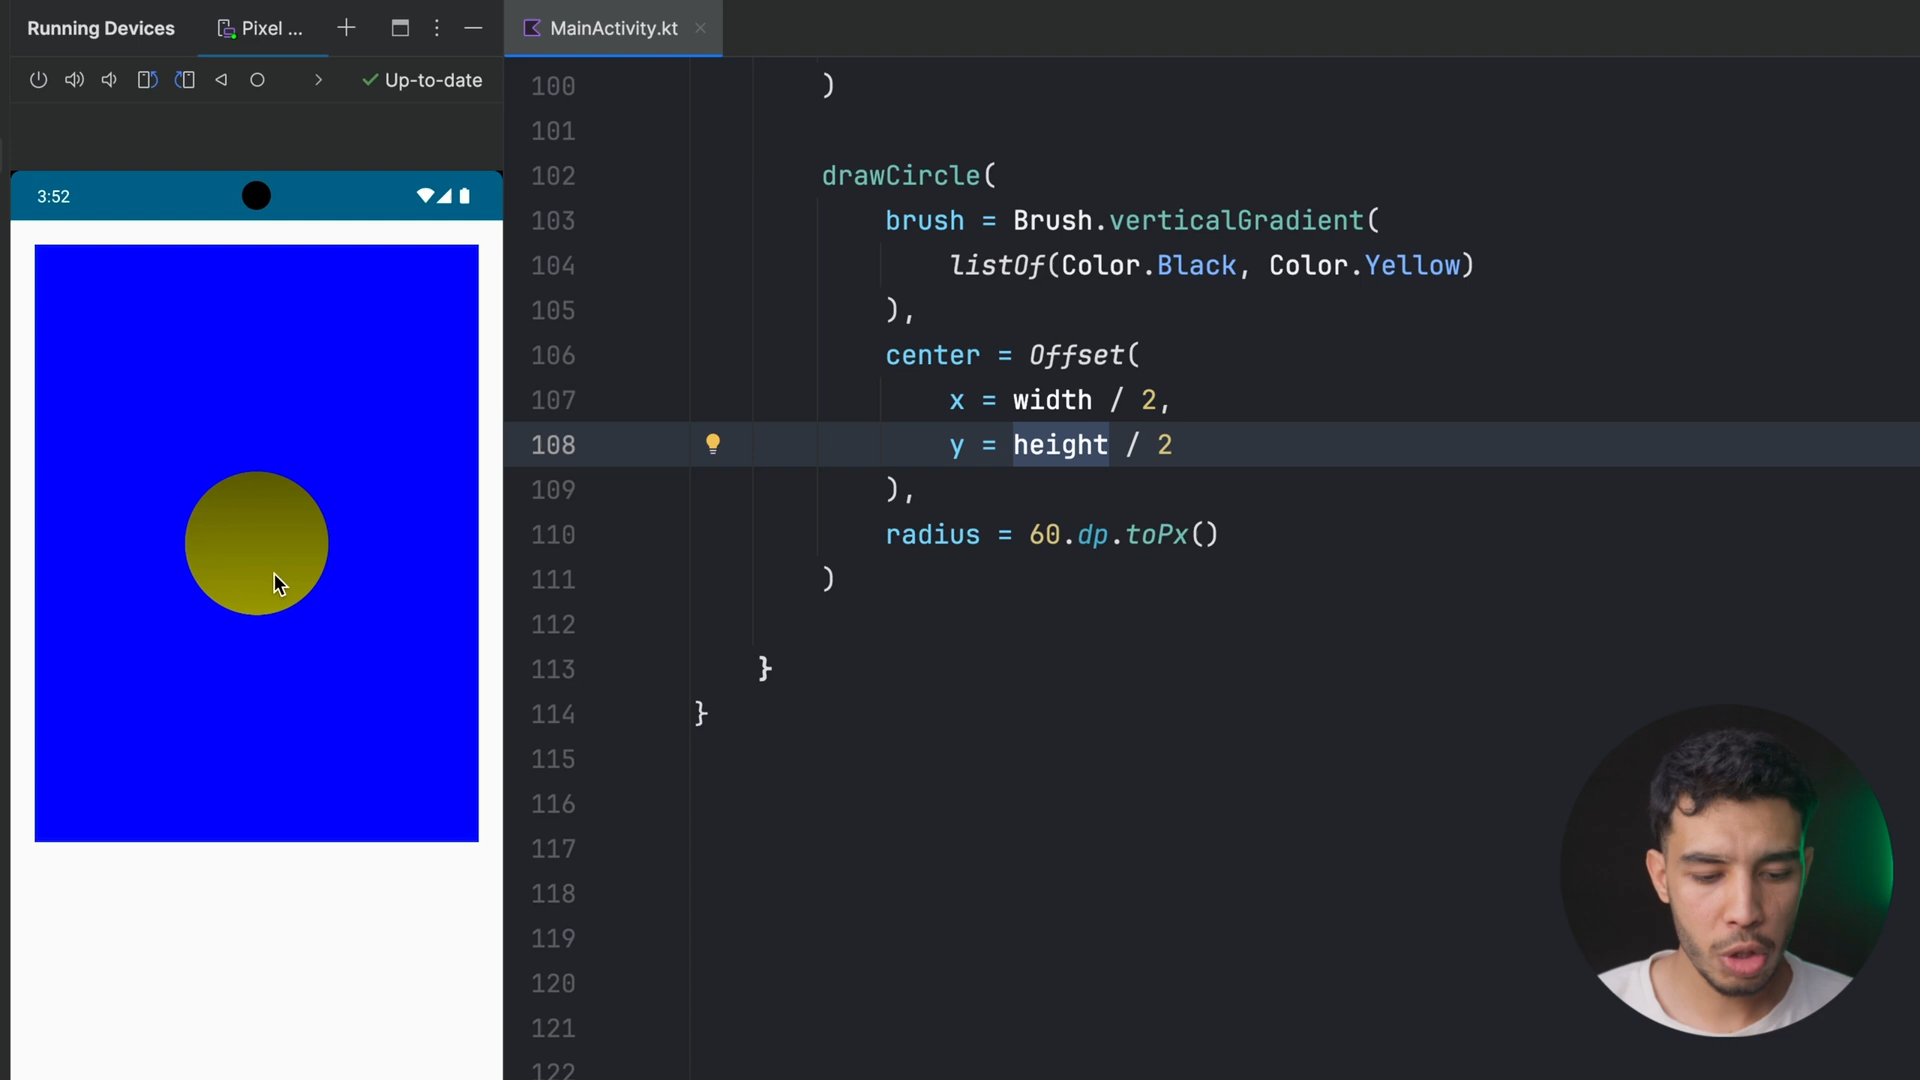 Running Devices Pixel ... MainActivity.kt
Up-to-date
3:52
100 )
101
102 drawCircle(
103 brush = Brush.verticalGradient(
104 listOf(Color.Black, Color.Yellow)
105 ),
106 center = Offset(
107 x = width / 2,
108 y = height / 2
109 ),
110 radius = 60.dp.toPx()
111 )
112
113 }
114 }
115
116
117
118
119
120
121
122